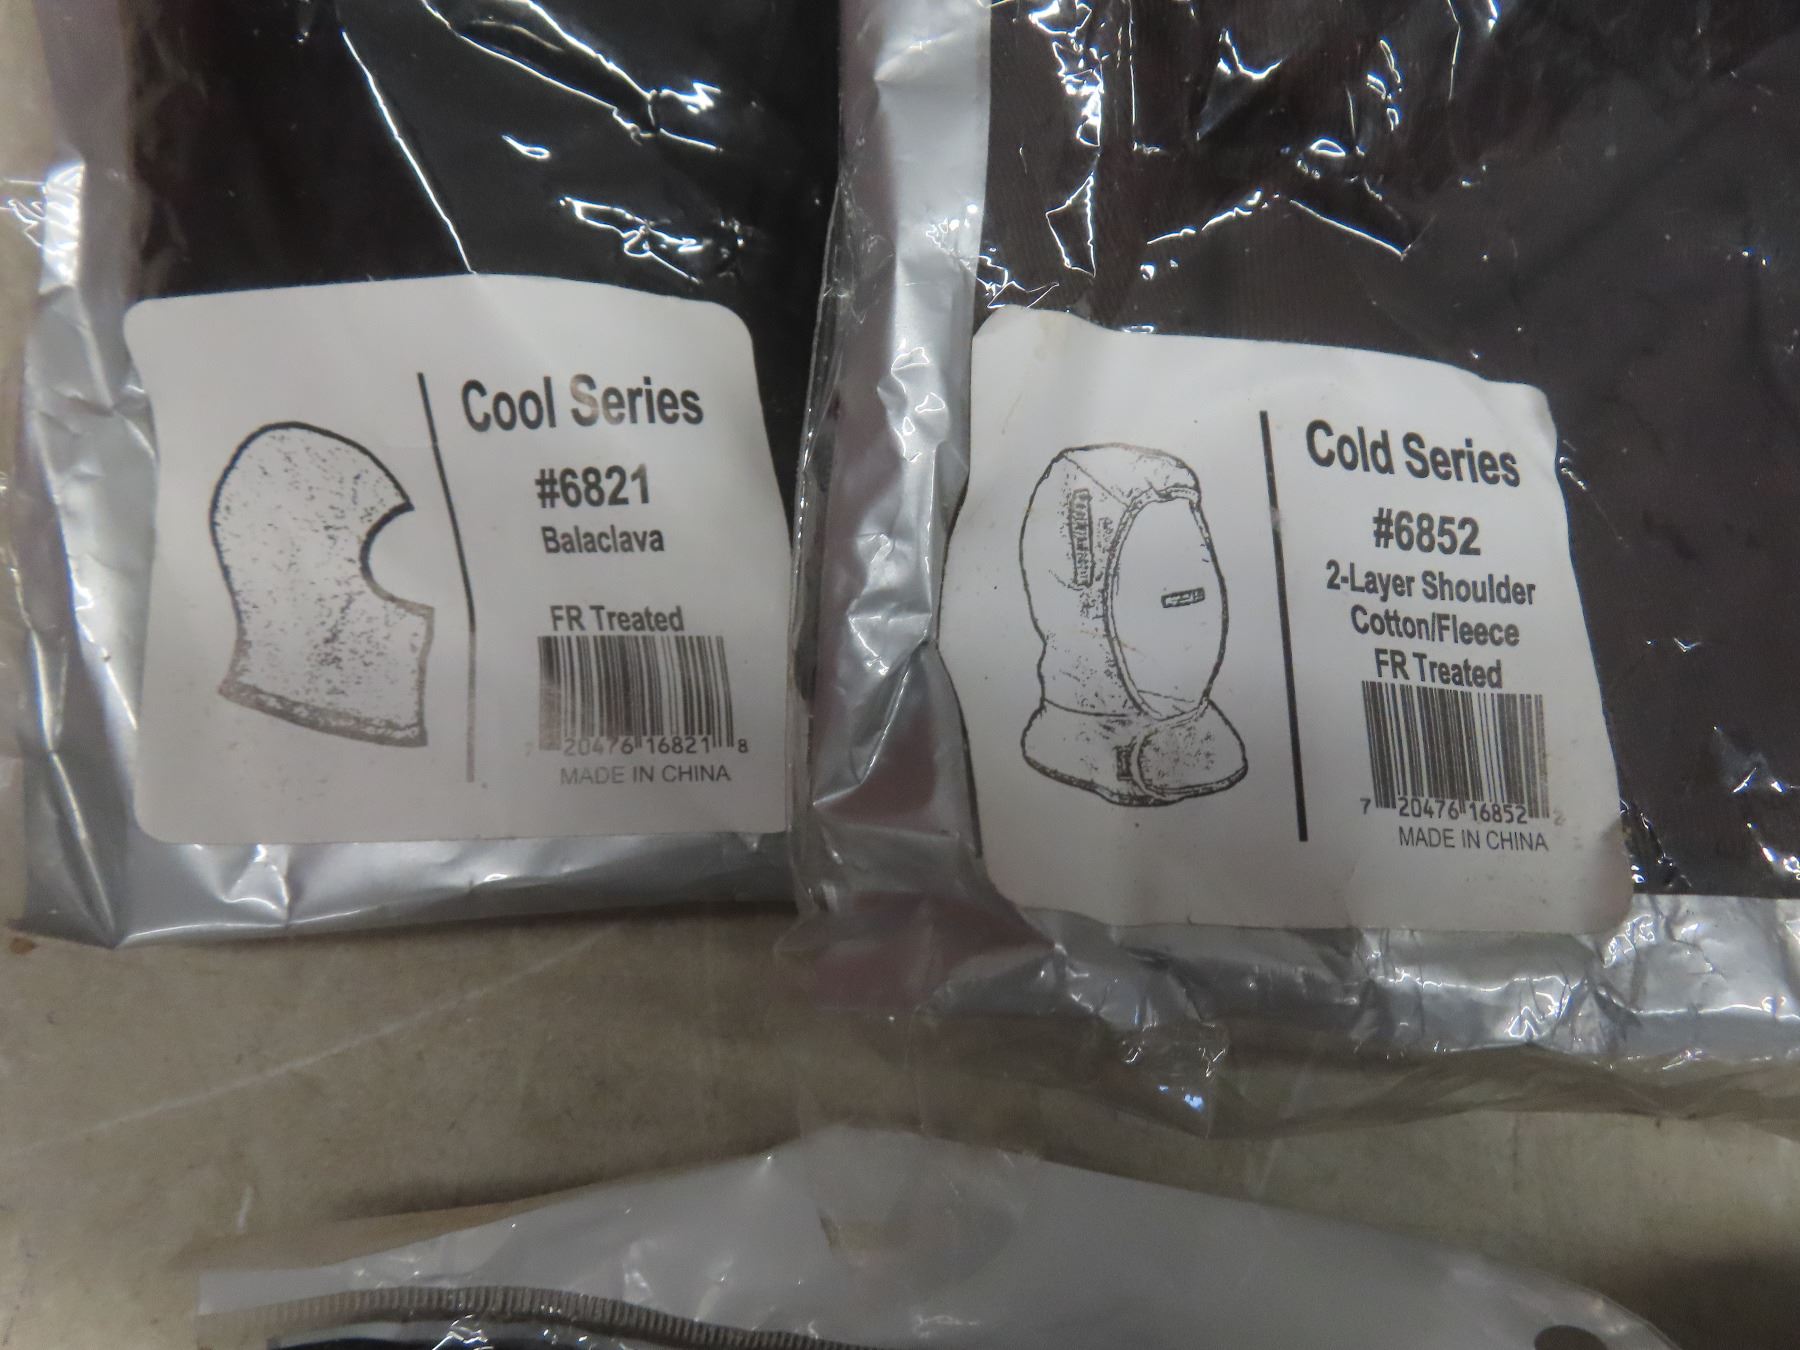 Cool Series
#6821
Balaclava
FR Treated
7 20476 16821 8
MADE IN CHINA
Cold Series
#6852
2-Layer Shoulder
Cotton/Fleece
FR Treated
7 20476 16852 2
MADE IN CHINA